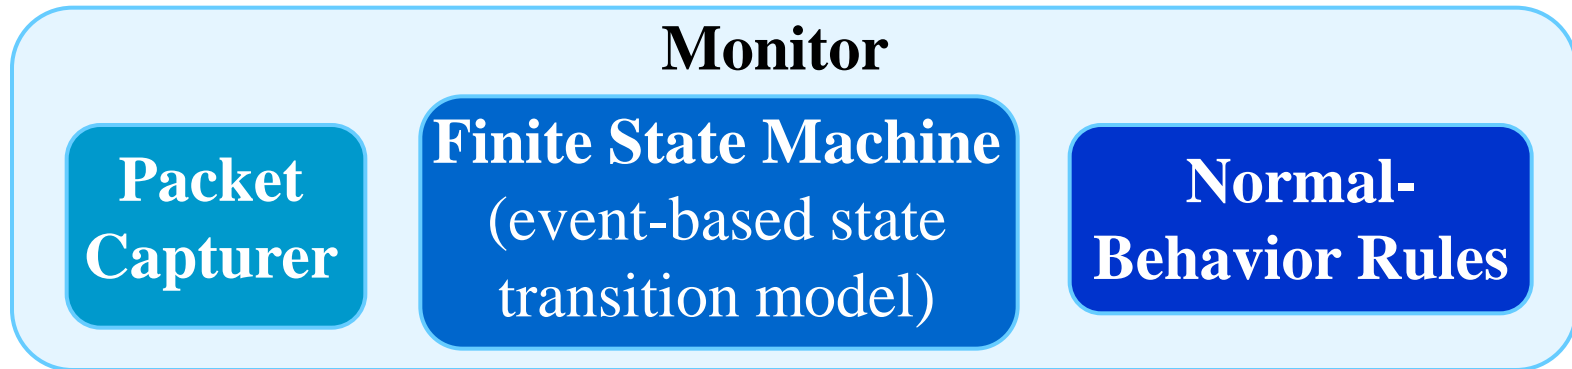 Monitor
Packet
Capturer
Finite State Machine
(event-based state
transition model)
Normal-
Behavior Rules